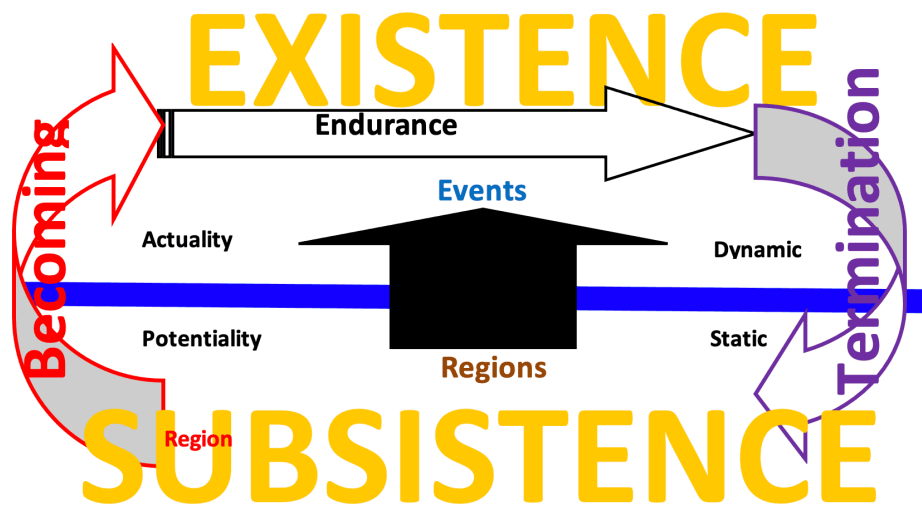 EXISTENCE
Endurance
Becoming
Termination
Events
Actuality
Dynamic
Potentiality
Static
Regions
Region
SUBSISTENCE